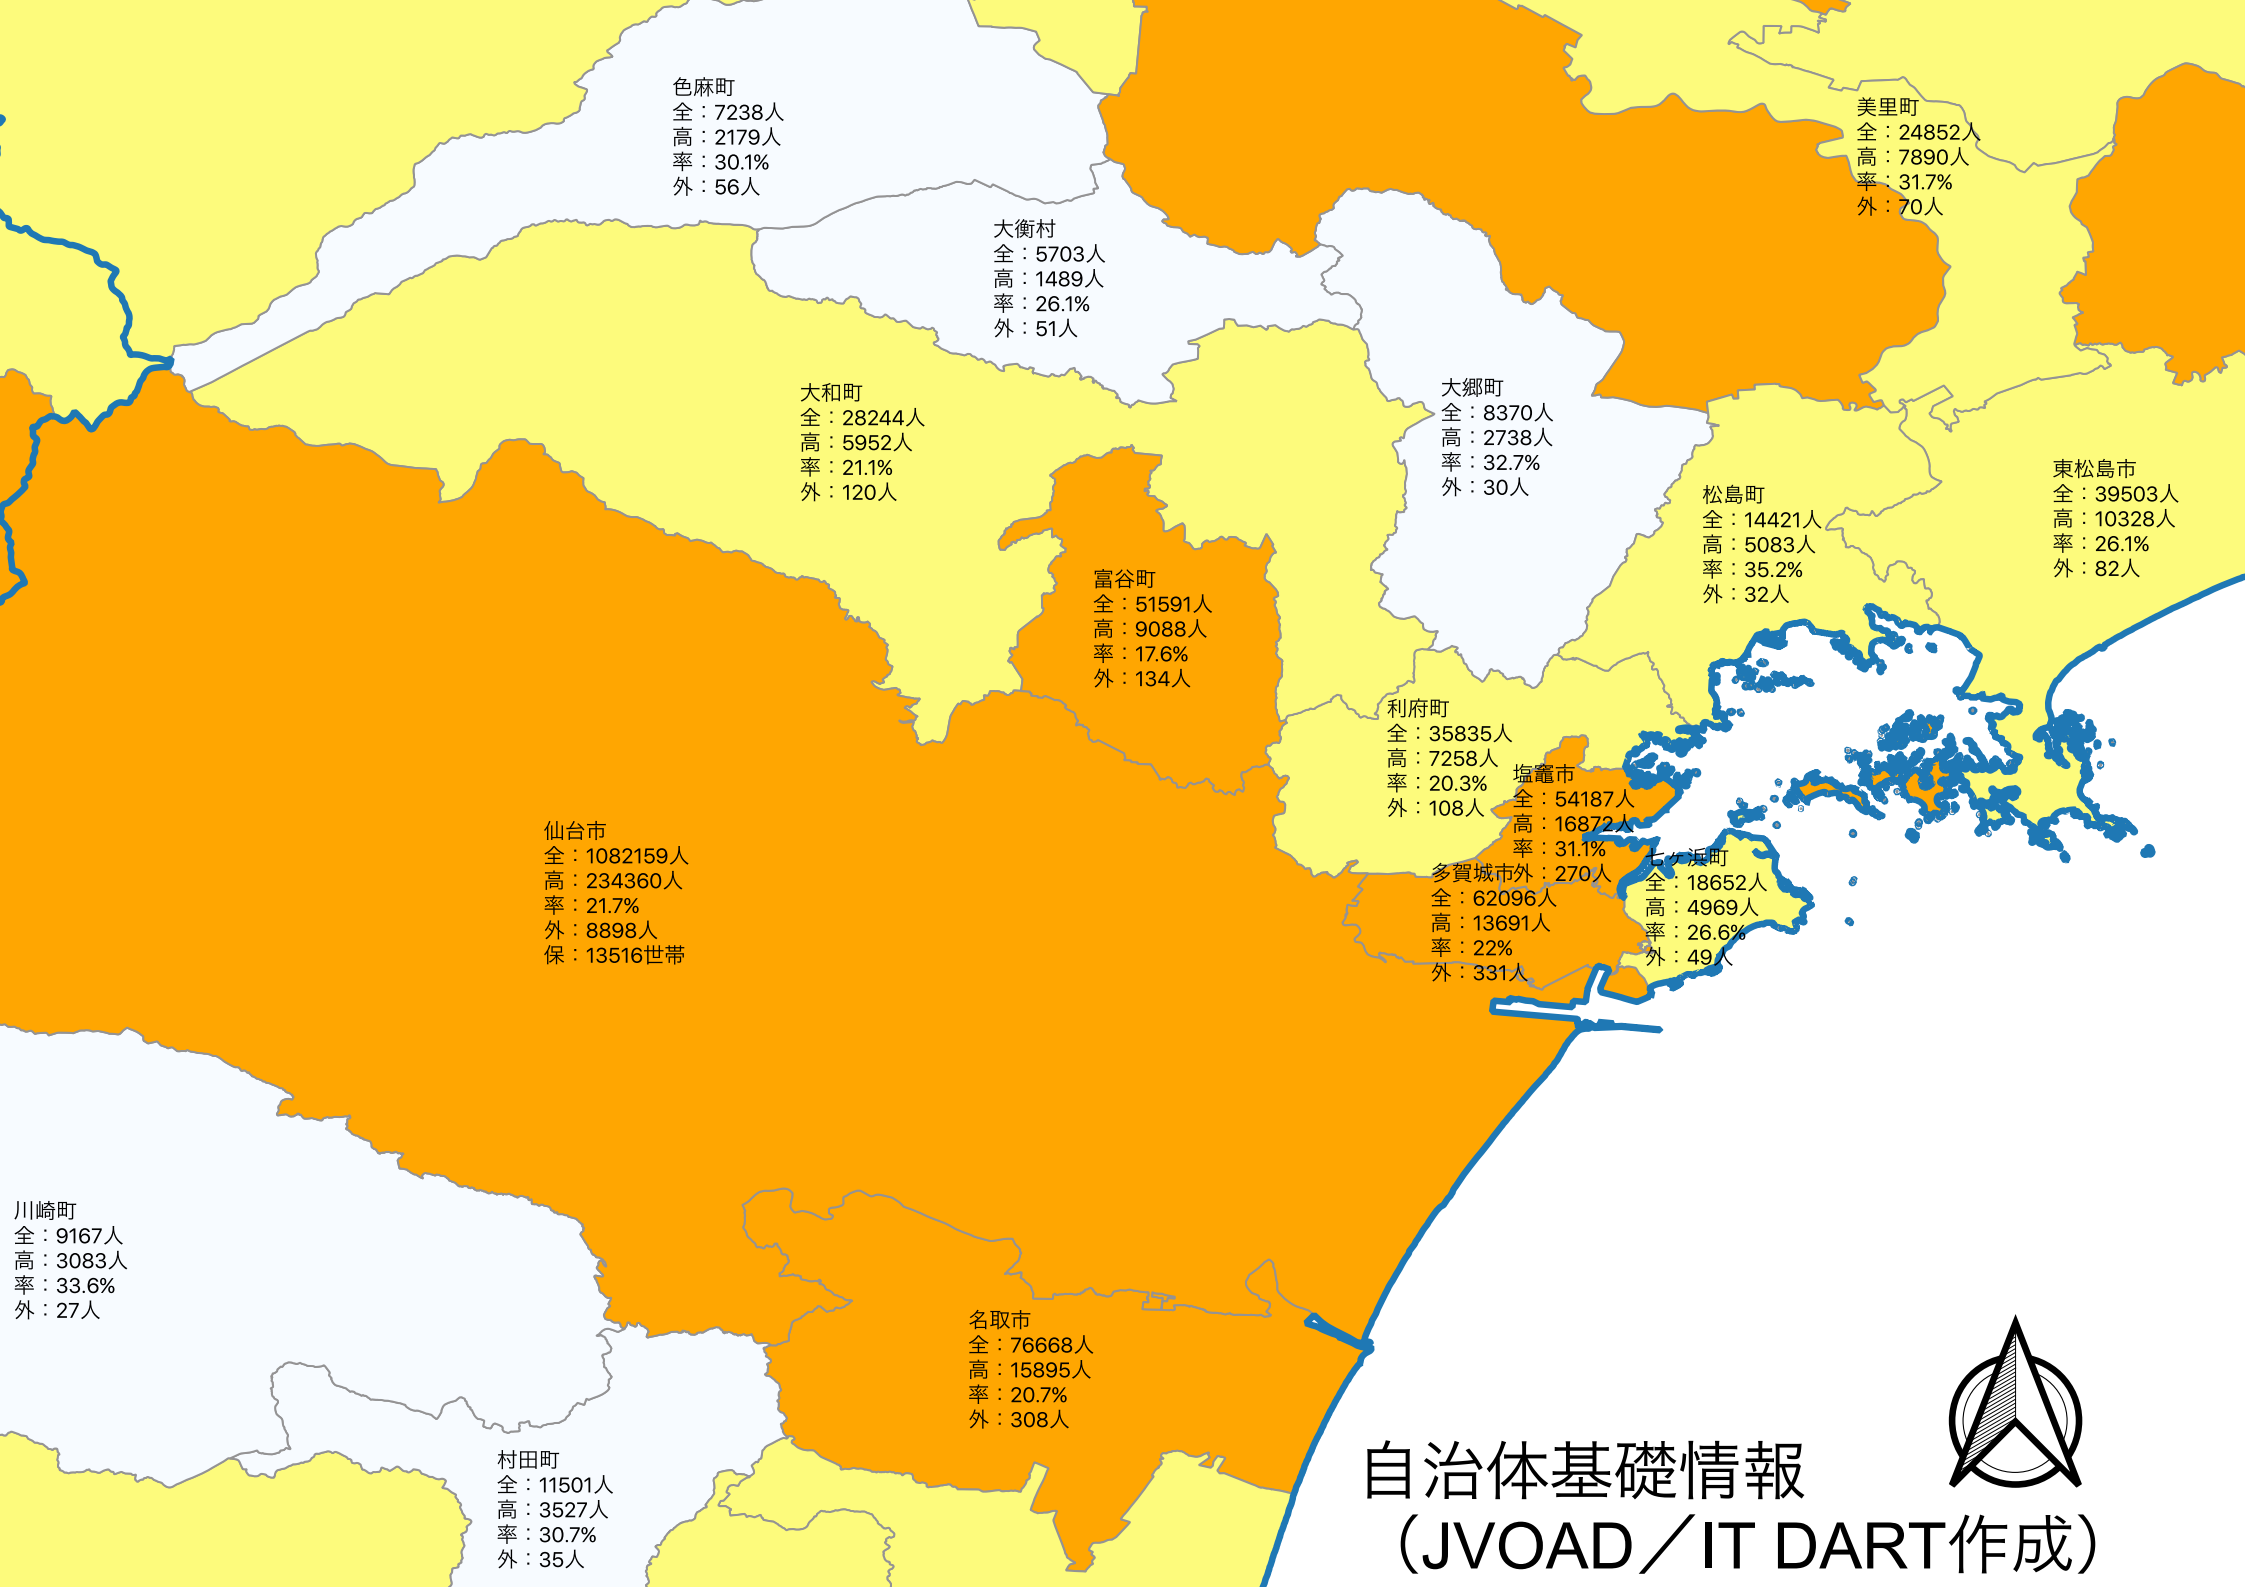 色麻町
全：7238人
高：2179人
率：30.1%
外：56人
美里町
全：24852人
高：7890人
率：31.7%
外：70人
大衡村
全：5703人
高：1489人
率：26.1%
外：51人
大和町
全：28244人
高：5952人
率：21.1%
外：120人
大郷町
全：8370人
高：2738人
率：32.7%
外：30人
東松島市
全：39503人
高：10328人
率：26.1%
外：82人
松島町
全：14421人
高：5083人
率：35.2%
外：32人
富谷町
全：51591人
高：9088人
率：17.6%
外：134人
利府町
全：35835人
高：7258人
率：20.3%
外：108人
塩竈市
全：54187人
高：16872人
率：31.1%
外：270人
仙台市
全：1082159人
高：234360人
率：21.7%
外：8898人
保：13516世帯
多賀城市
全：62096人
高：13691人
率：22%
外：331人
七ヶ浜町
全：18652人
高：4969人
率：26.6%
外：49人
川崎町
全：9167人
高：3083人
率：33.6%
外：27人
名取市
全：76668人
高：15895人
率：20.7%
外：308人
村田町
全：11501人
高：3527人
率：30.7%
外：35人
自治体基礎情報
（JVOAD／IT DART作成）